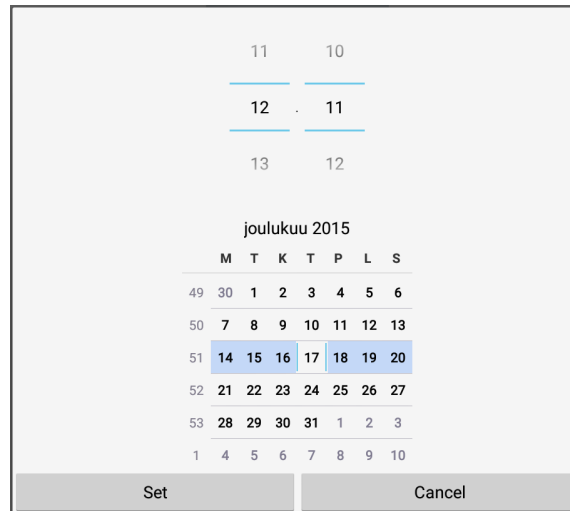 11 10
12 . 11
13 12
joulukuu 2015
M T K T P L S
49 30 1 2 3 4 5 6
50 7 8 9 10 11 12 13
51 14 15 16 17 18 19 20
52 21 22 23 24 25 26 27
53 28 29 30 31 1 2 3
1 4 5 6 7 8 9 10
Set Cancel